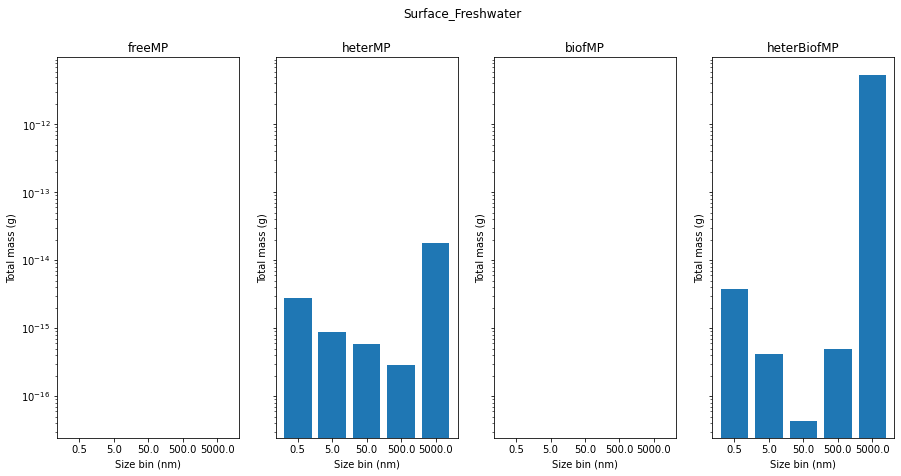 Surface_Freshwater
freeMP
heterMP
biofMP
heterBiofMP
Total mass (g)
10⁻¹²
10⁻¹³
10⁻¹⁴
10⁻¹⁵
10⁻¹⁶
0.5 5.0 50.0 500.0 5000.0
Size bin (nm)
Total mass (g)
0.5 5.0 50.0 500.0 5000.0
Size bin (nm)
Total mass (g)
0.5 5.0 50.0 500.0 5000.0
Size bin (nm)
Total mass (g)
0.5 5.0 50.0 500.0 5000.0
Size bin (nm)